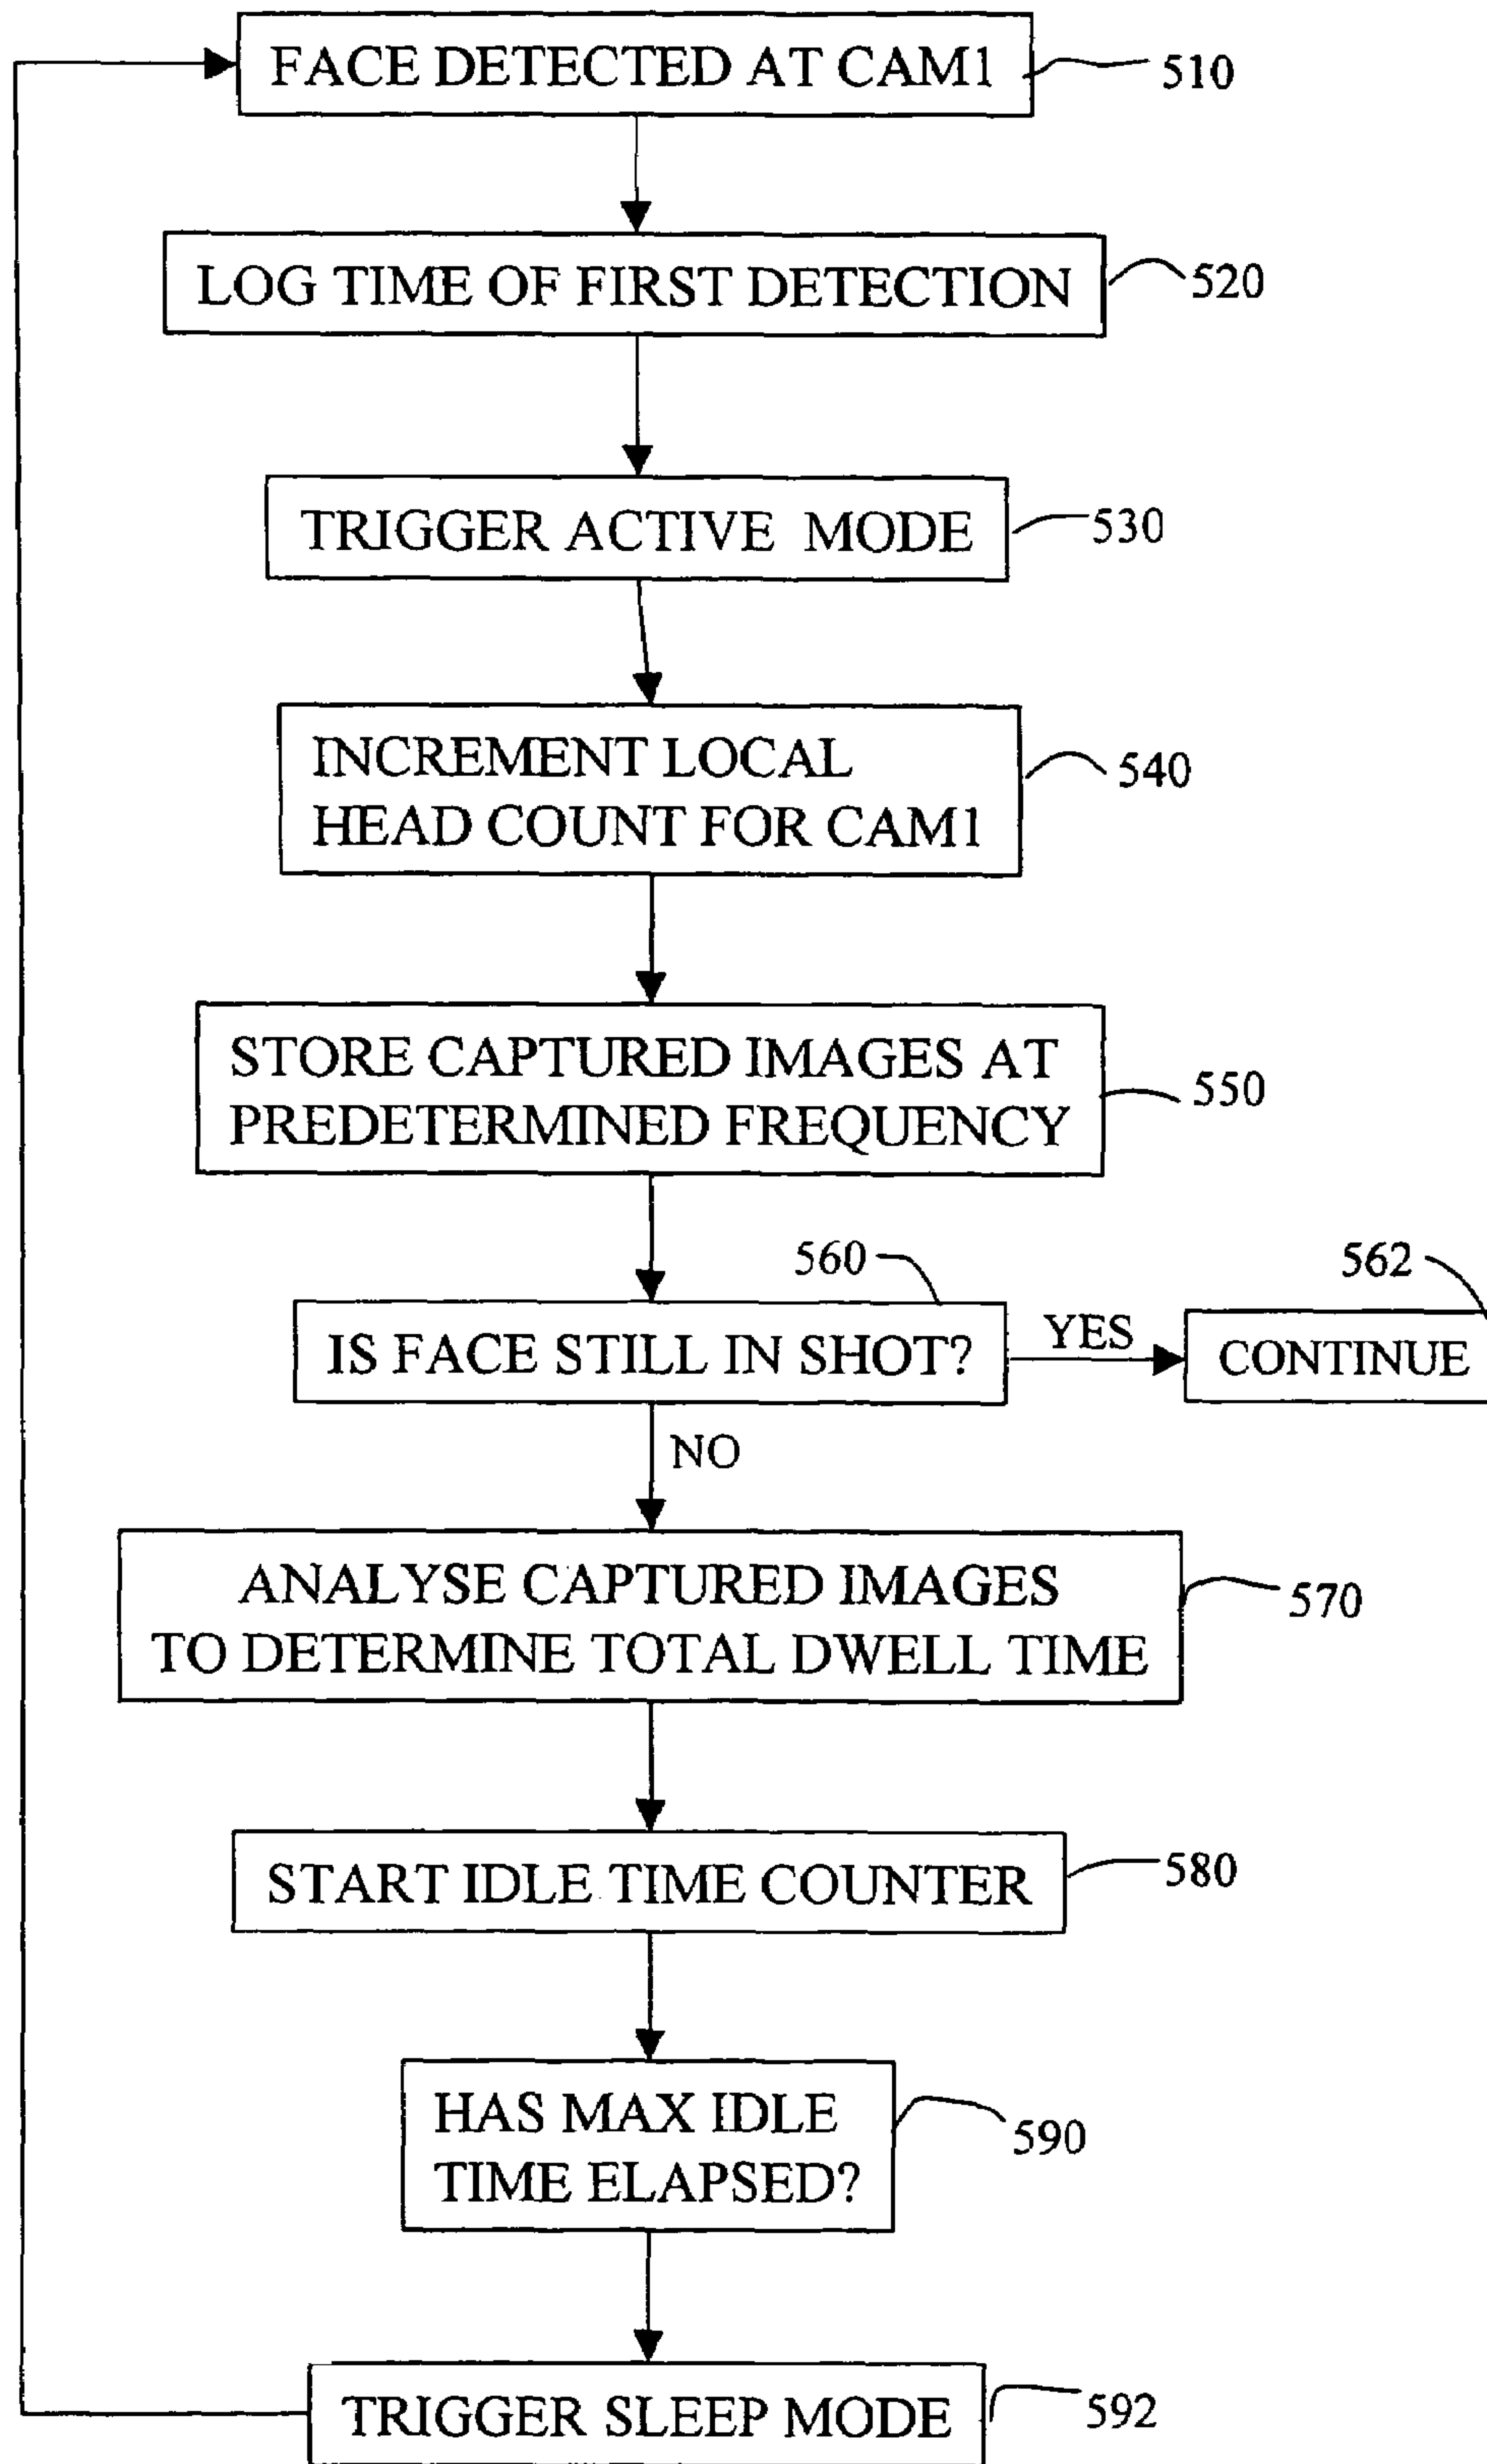 FACE DETECTED AT CAM1
510
LOG TIME OF FIRST DETECTION
520
TRIGGER ACTIVE MODE
530
INCREMENT LOCAL
HEAD COUNT FOR CAM1
540
STORE CAPTURED IMAGES AT
PREDETERMINED FREQUENCY
550
560
562
IS FACE STILL IN SHOT?
YES
CONTINUE
NO
ANALYSE CAPTURED IMAGES
TO DETERMINE TOTAL DWELL TIME
570
START IDLE TIME COUNTER
580
HAS MAX IDLE
TIME ELAPSED?
590
TRIGGER SLEEP MODE
592